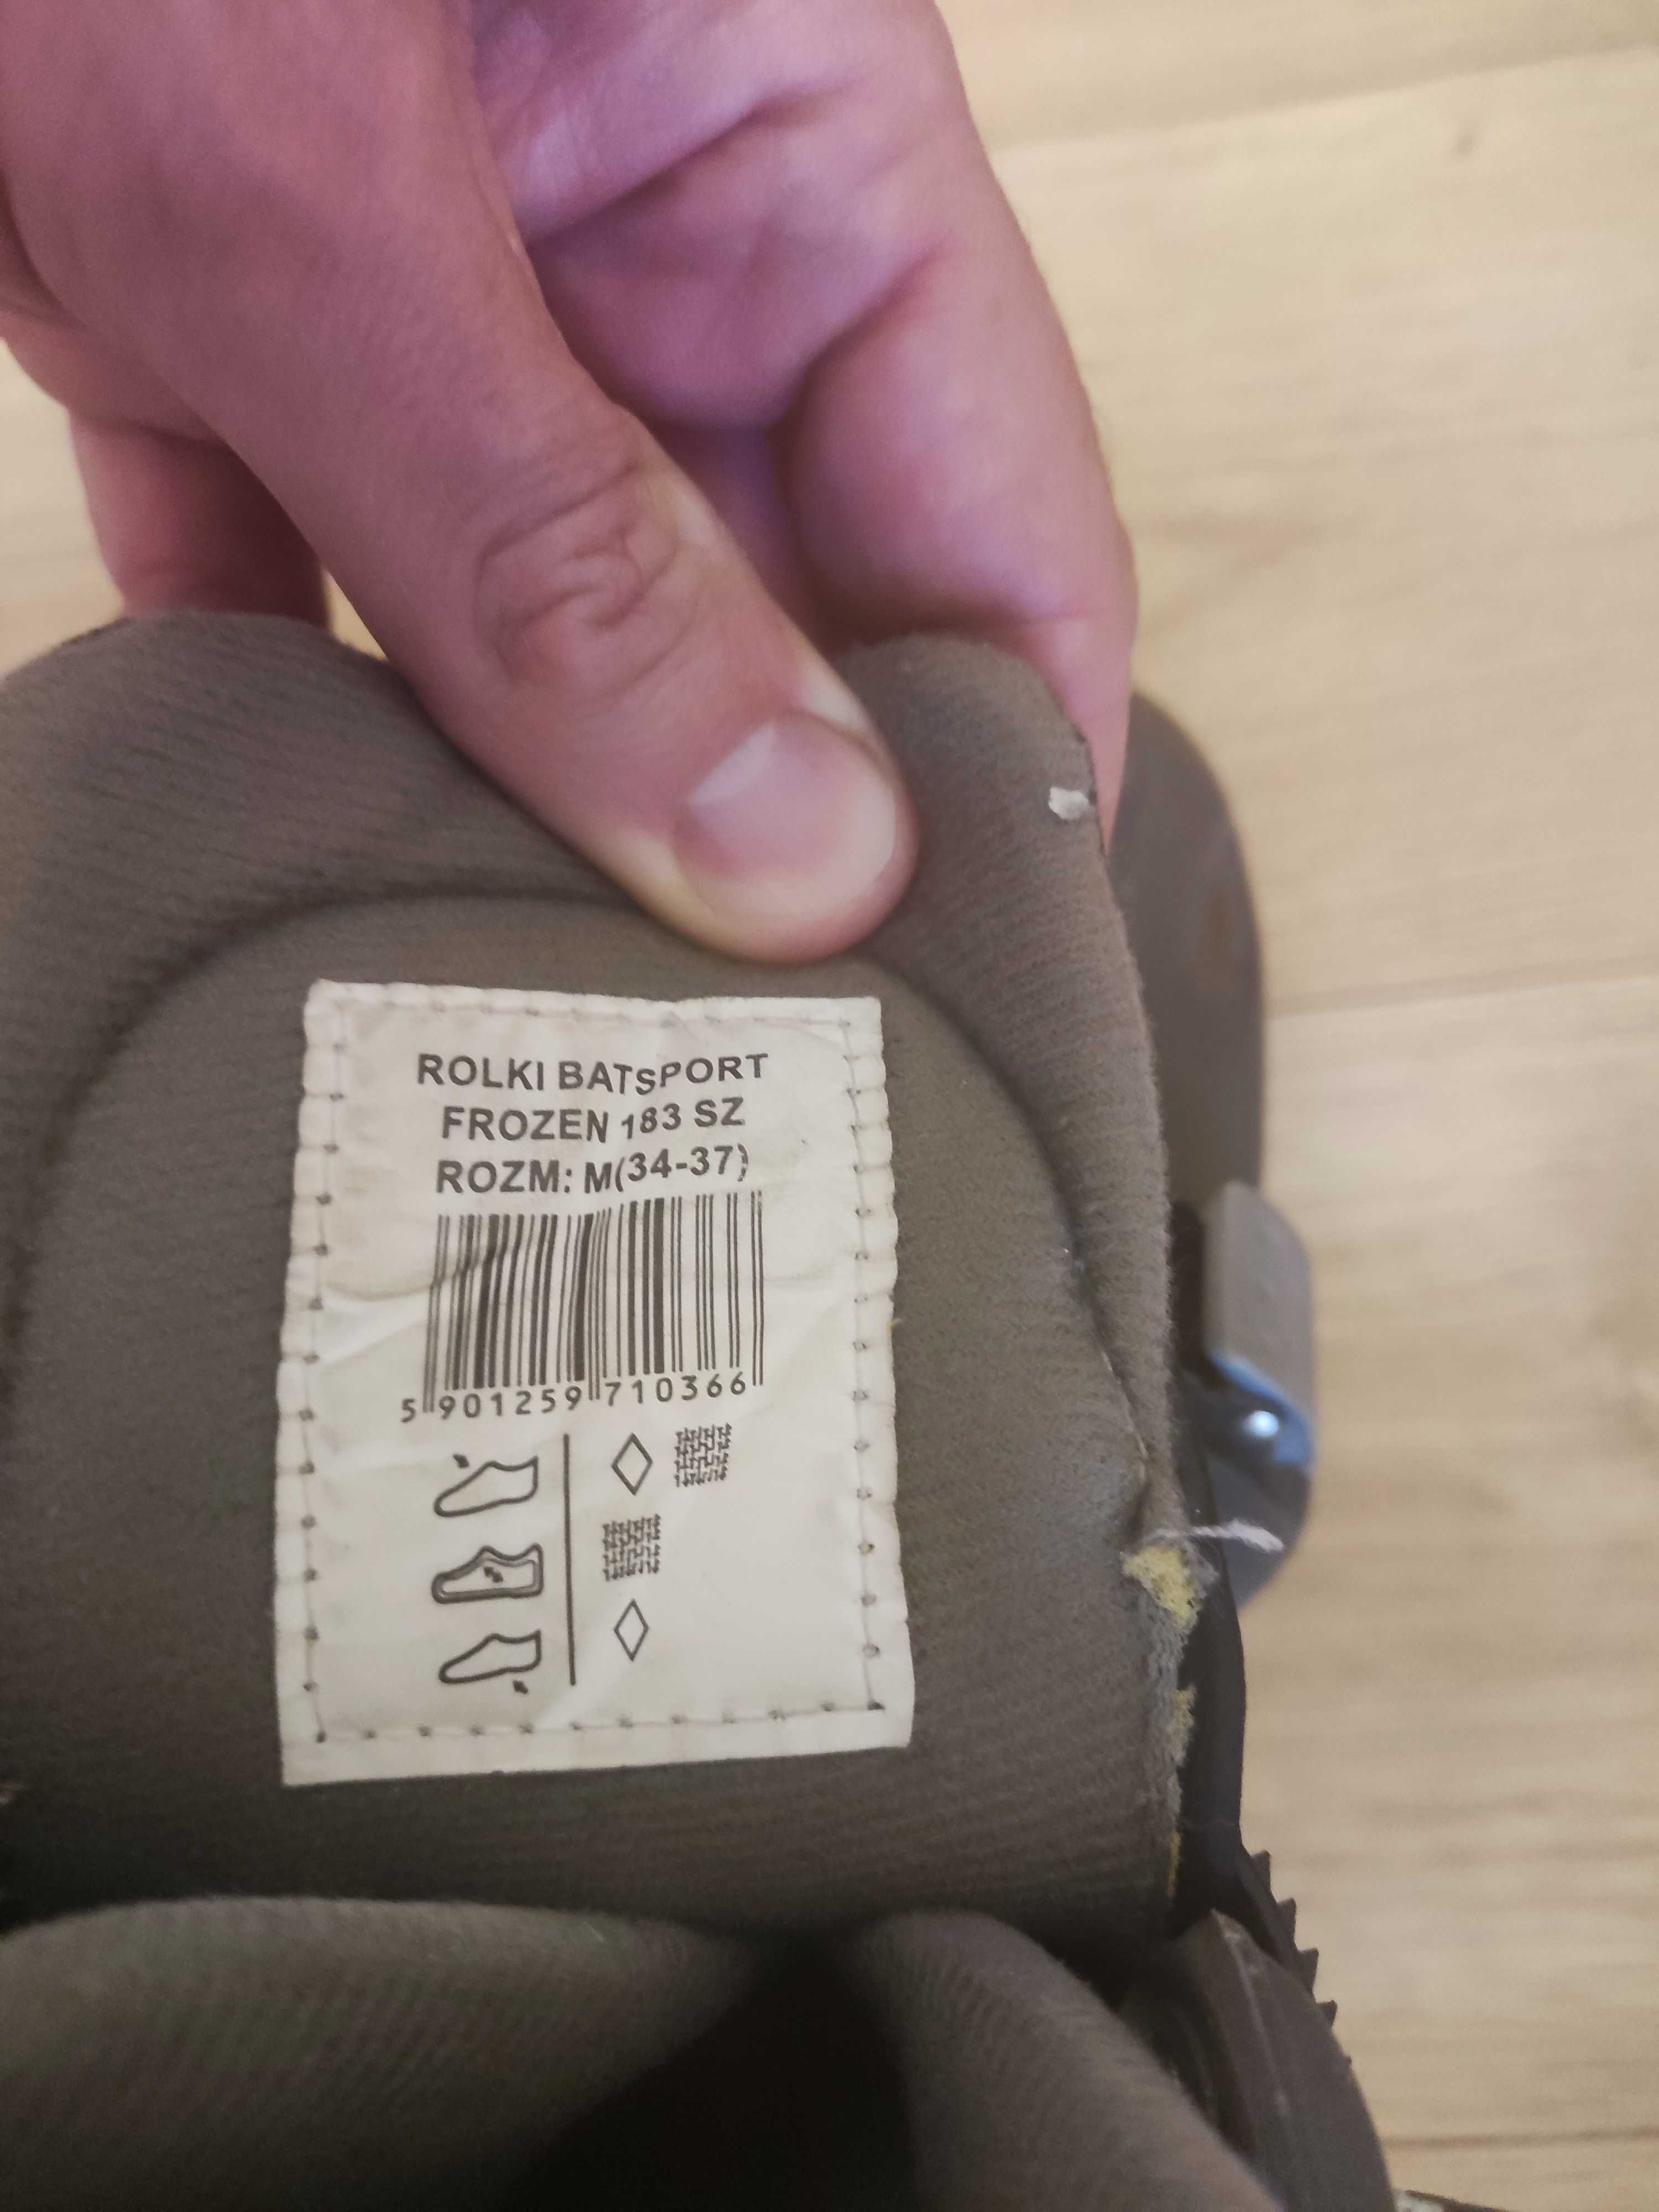 ROLKI BATSPORT
FROZEN 183 SZ
ROZM: M(34-37)
5 901259 710366